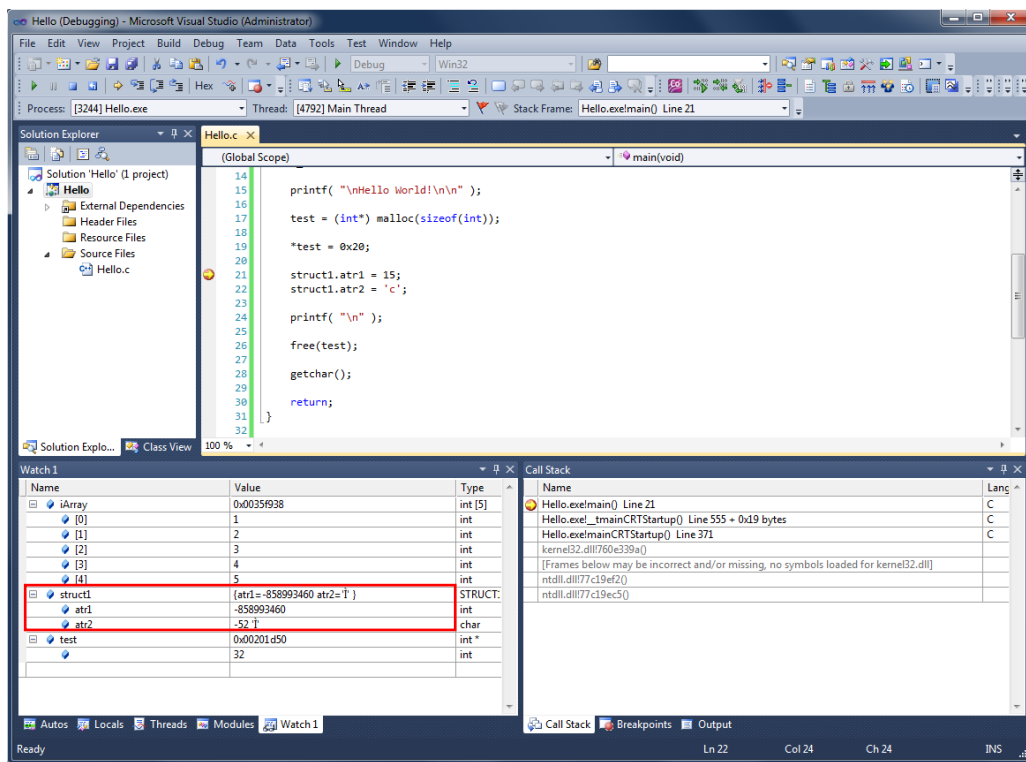 Hello (Debugging) - Microsoft Visual Studio (Administrator)
File Edit View Project Build Debug Team Data Tools Test Window Help
Debug Win32
Hex
Process: [3244] Hello.exe Thread: [4792] Main Thread Stack Frame: Hello.exe!main() Line 21
Solution Explorer
Solution 'Hello' (1 project)
Hello
External Dependencies
Header Files
Resource Files
Source Files
Hello.c
Solution Explo... Class View
Hello.c
(Global Scope) main(void)
14
15 printf( "\nHello World!\n\n" );
16
17 test = (int*) malloc(sizeof(int));
18
19 *test = 0x20;
20
21 struct1.atr1 = 15;
22 struct1.atr2 = 'c';
23
24 printf( "\n" );
25
26 free(test);
27
28 getchar();
29
30 return;
31 }
32
100 %
Watch 1
Name Value Type
iArray 0x0035f938 int [5]
[0] 1 int
[1] 2 int
[2] 3 int
[3] 4 int
[4] 5 int
struct1 {atr1=-858993460 atr2='Ì' } STRUCT:
atr1 -858993460 int
atr2 -52 'Ì' char
test 0x00201d50 int *
32 int
Autos Locals Threads Modules Watch 1
Call Stack
Name Lang
Hello.exe!main() Line 21 C
Hello.exe!__tmainCRTStartup() Line 555 + 0x19 bytes C
Hello.exe!mainCRTStartup() Line 371 C
kernel32.dll!760e339a()
[Frames below may be incorrect and/or missing, no symbols loaded for kernel32.dll]
ntdll.dll!77c19ef2()
ntdll.dll!77c19ec5()
Call Stack Breakpoints Output
Ready Ln 22 Col 24 Ch 24 INS